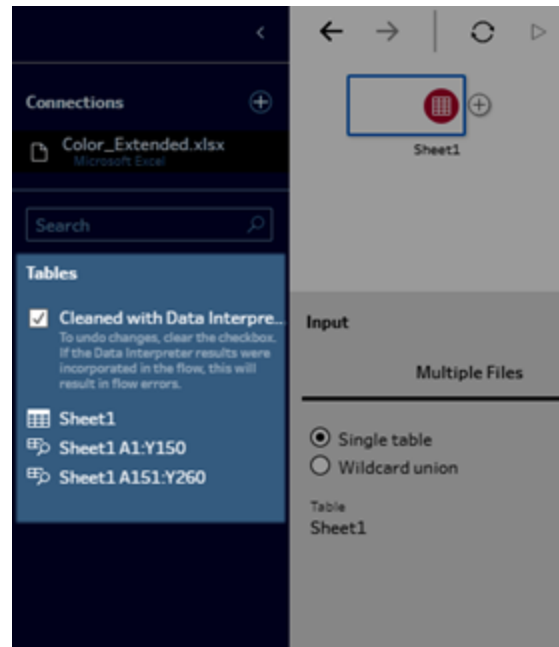 Connections
Color_Extended.xlsx
Microsoft Excel
Search
Tables
Cleaned with Data Interpre...
To undo changes, clear the checkbox.
If the Data Interpreter results were
incorporated in the flow, this will
result in flow errors.
Sheet1
Sheet1 A1:Y150
Sheet1 A151:Y260
Sheet1
Input
Multiple Files
Single table
Wildcard union
Table
Sheet1